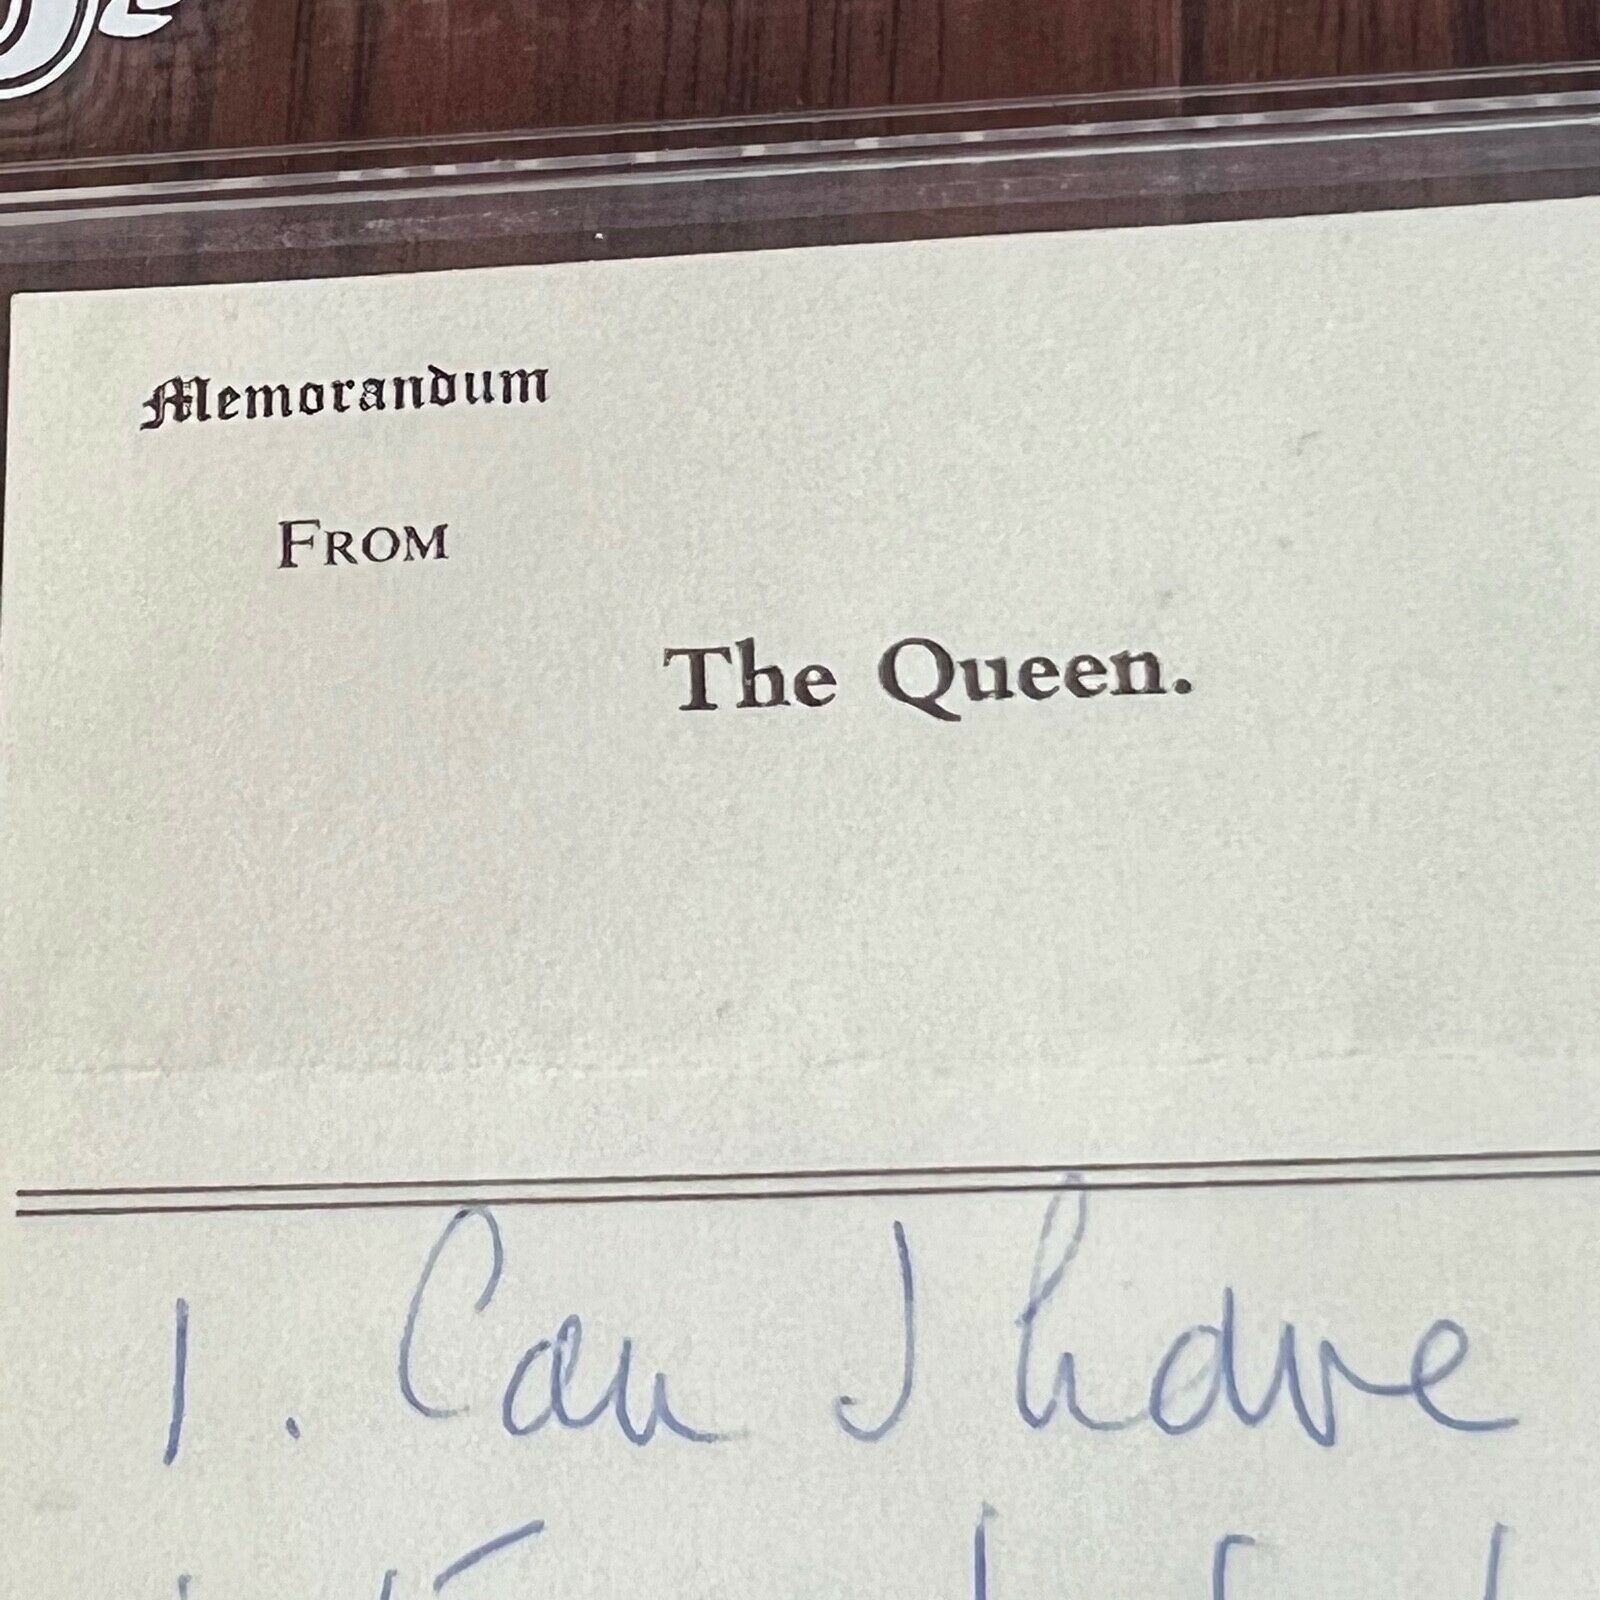 Memorandum
FROM
The Queen.
1. Can I have